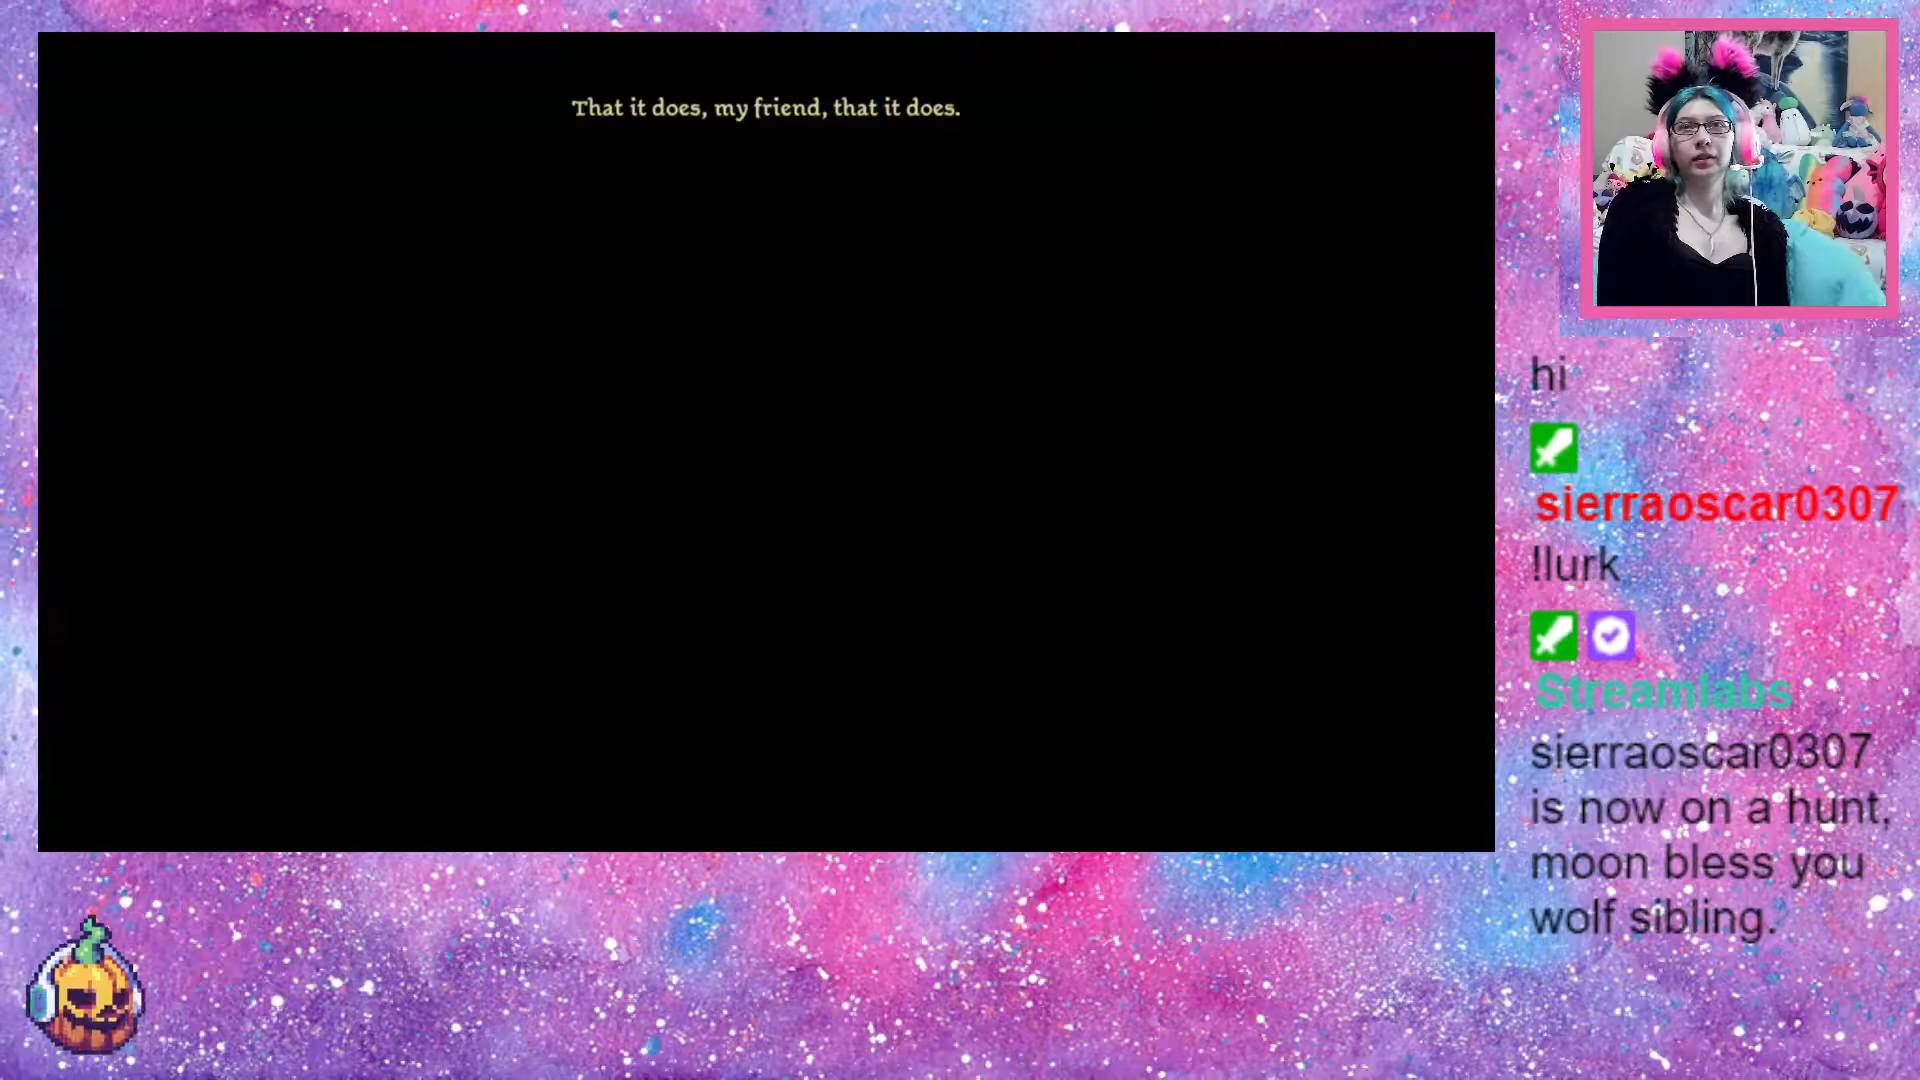 That it does, my friend, that it does.
hi
sierraoscar0307
!lurk
Streamlabs
sierraoscar0307
is now on a hunt,
moon bless you
wolf sibling.